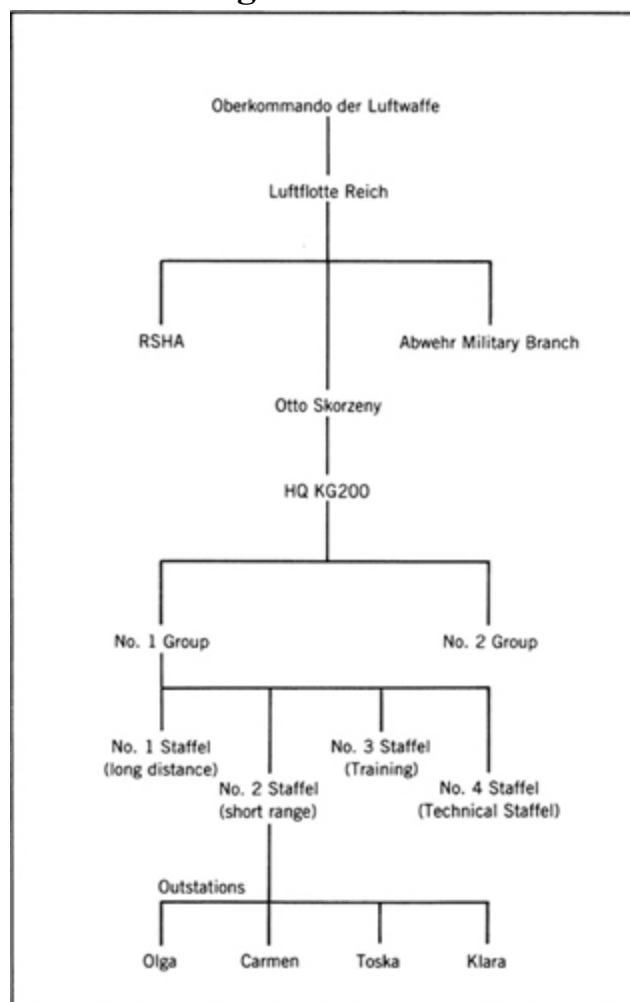 Oberkommando der Luftwaffe
Luftflotte Reich
RSHA
Abwehr Military Branch
Otto Skorzeny
HQ KG200
No. 1 Group
No. 2 Group
No. 1 Staffel
(long distance)
No. 2 Staffel
(short range)
No. 3 Staffel
(Training)
No. 4 Staffel
(Technical Staffel)
Outstations
Olga
Carmen
Toska
Klara